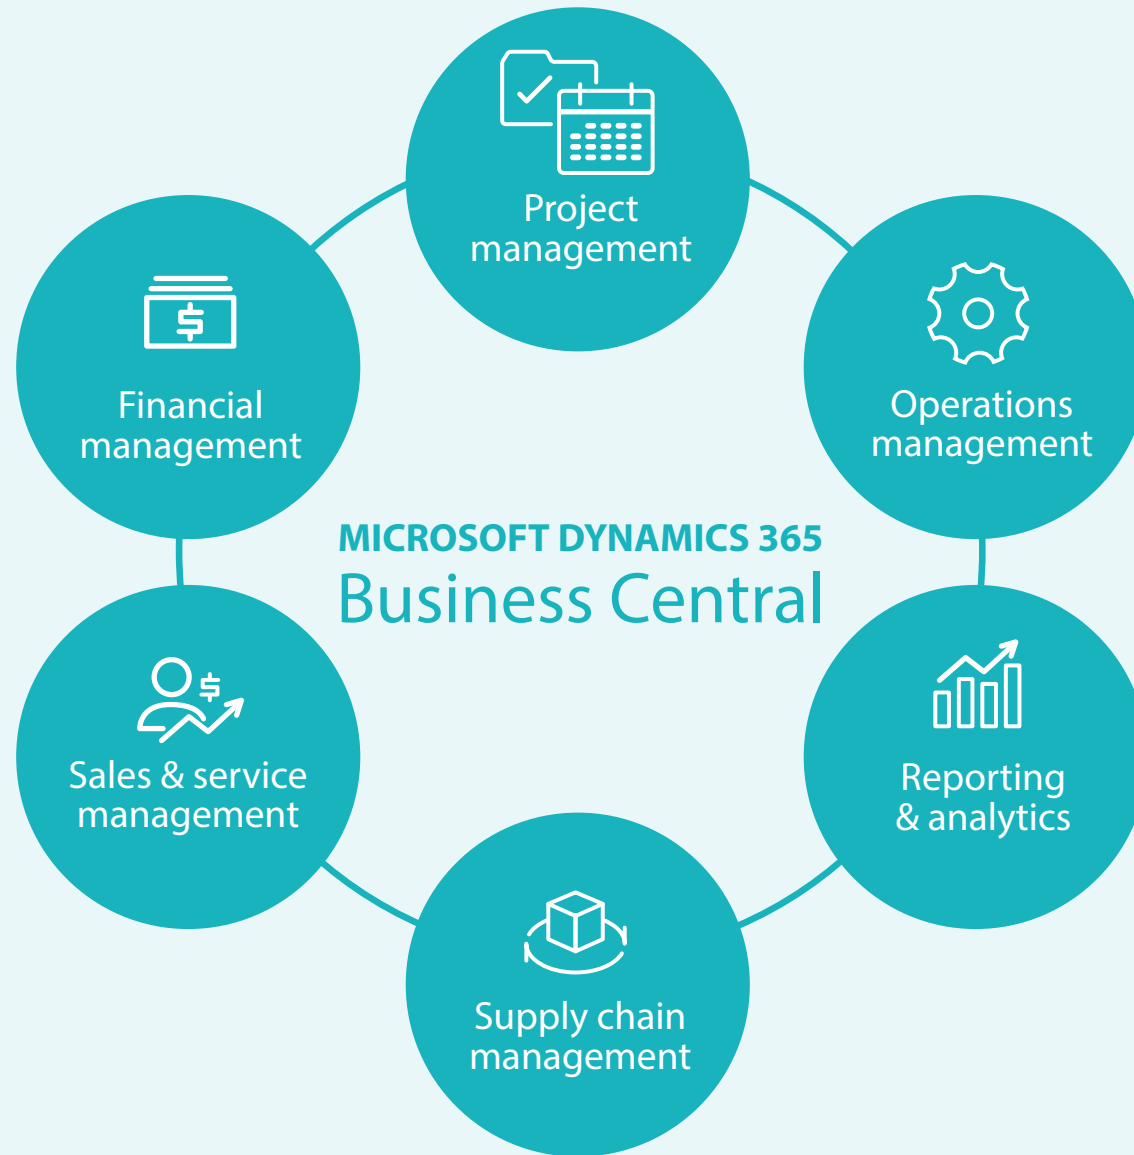 Project
management
Financial
management
Operations
management
MICROSOFT DYNAMICS 365
Business Central
Sales & service
management
Reporting
& analytics
Supply chain
management